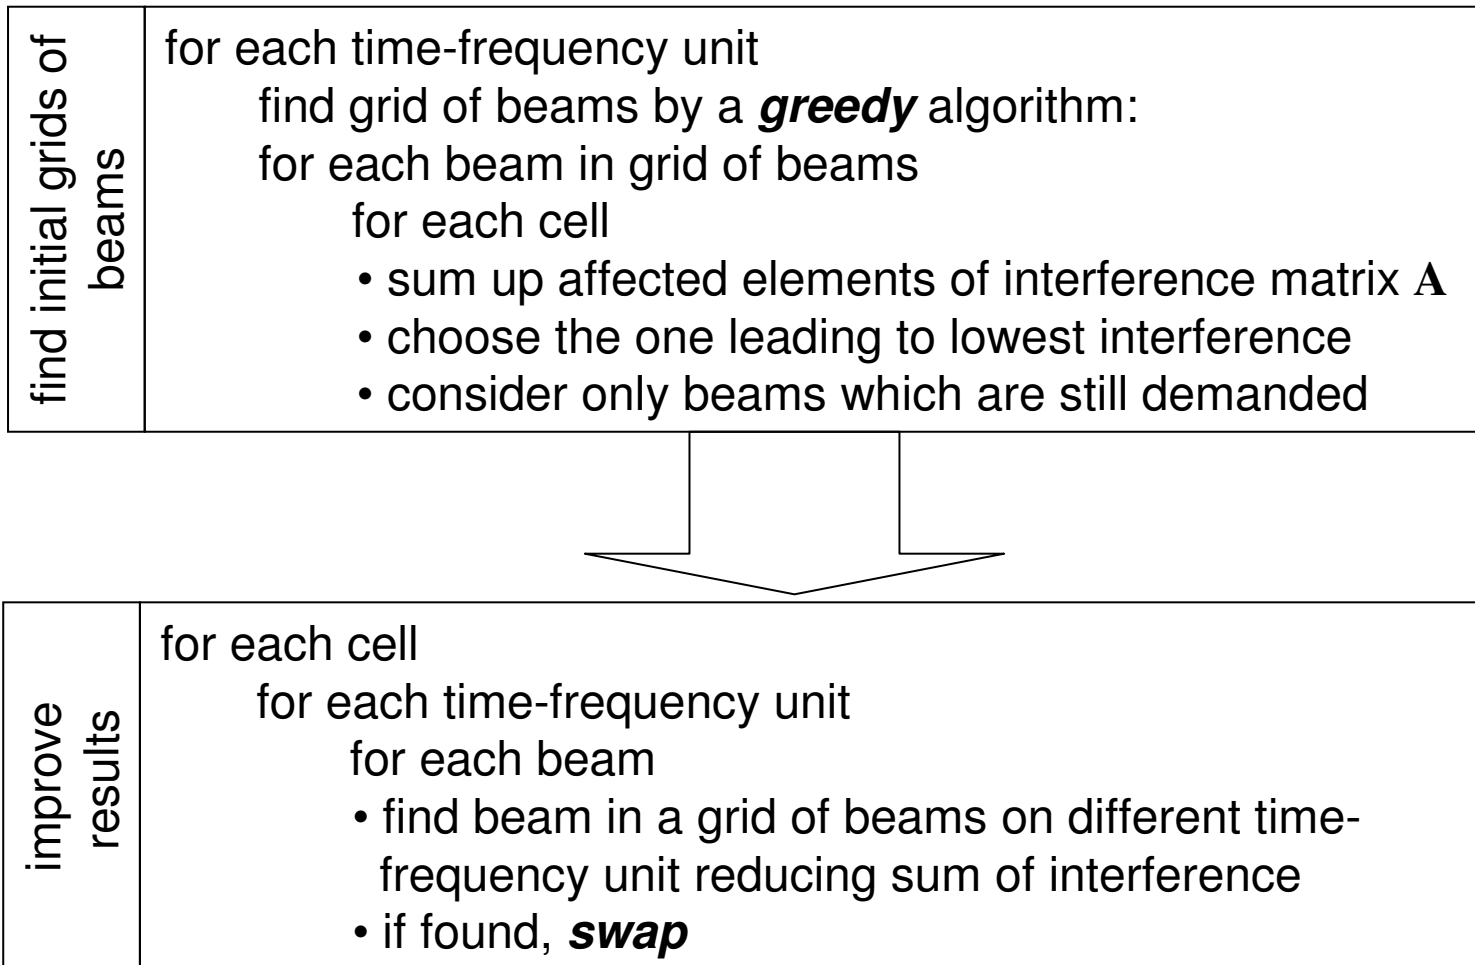 find initial grids of
beams
for each time-frequency unit
find grid of beams by a greedy algorithm:
for each beam in grid of beams
for each cell
• sum up affected elements of interference matrix A
• choose the one leading to lowest interference
• consider only beams which are still demanded
improve
results
for each cell
for each time-frequency unit
for each beam
• find beam in a grid of beams on different time-
frequency unit reducing sum of interference
• if found, swap